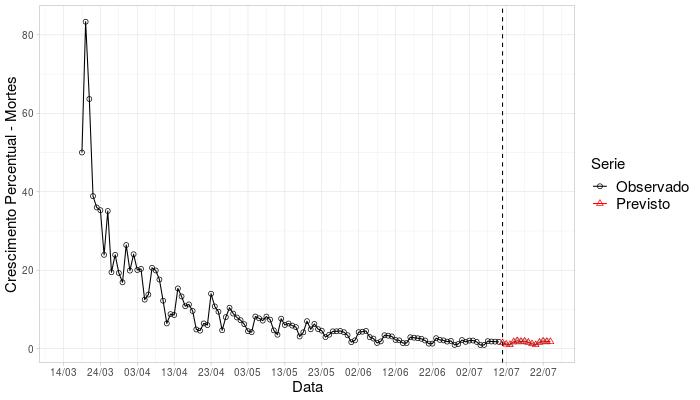 Crescimento Percentual - Mortes
80
60
40
20
0
14/03 24/03 03/04 13/04 23/04 03/05 13/05 23/05 02/06 12/06 22/06 02/07 12/07 22/07
Data
Serie
Observado
Previsto